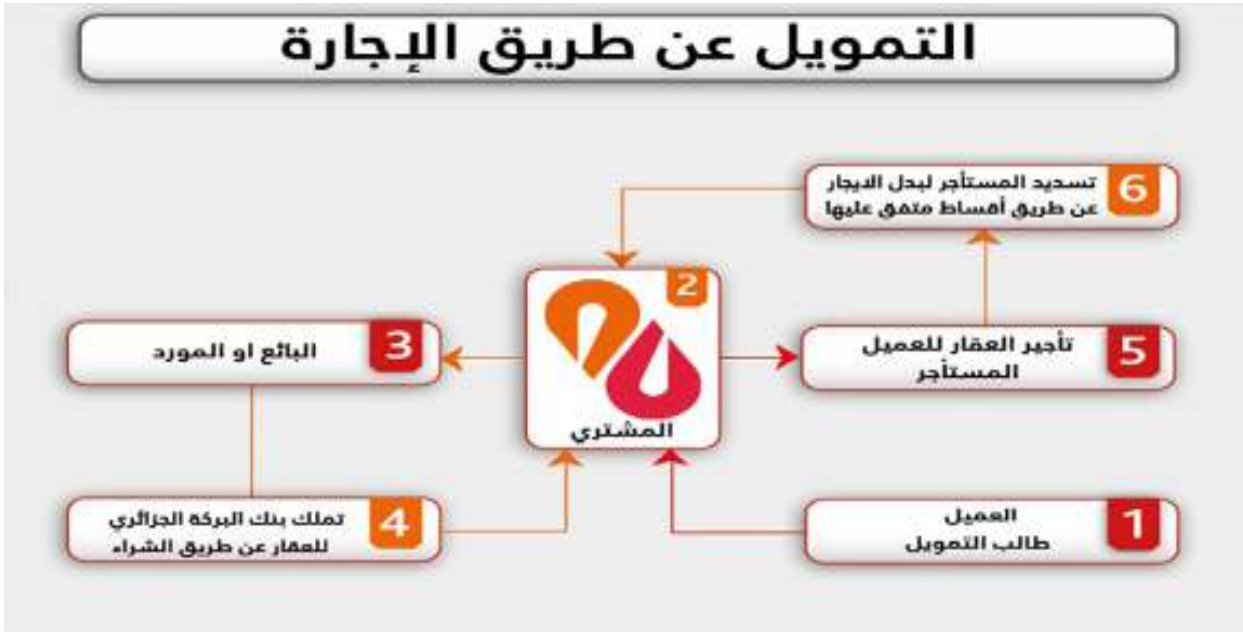 التمويل عن طريق الإجارة
6
تسديد المستأجر لبدل الايجار
عن طريق أقساط متفق عليها
2
المشتري
3
البائع او المورد
5
تأجير العقار للعميل
المستأجر
4
تملك بنك البركة الجزائري
للعقار عن طريق الشراء
1
العميل
طالب التمويل